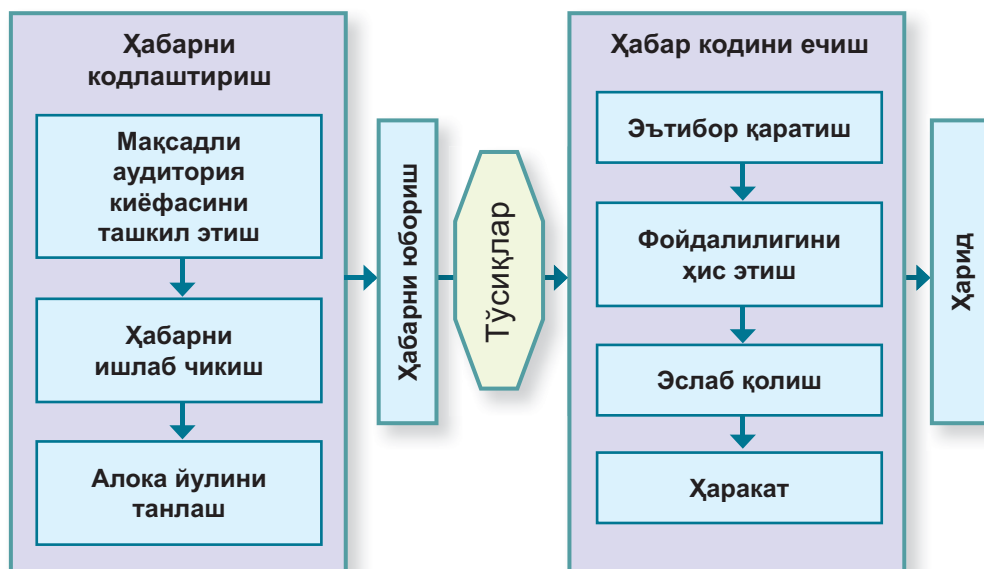 Ҳабарни
кодлаштириш
Мақсадли
аудитория
киёфасини
ташкил этиш
Ҳабарни
ишлаб чикиш
Алока йулини
танлаш
Ҳабарни юбориш
Тўсиқлар
Ҳабар кодини ечиш
Эътибор қаратиш
Фойдалилигини
ҳис этиш
Эслаб қолиш
Ҳаракат
Ҳарид